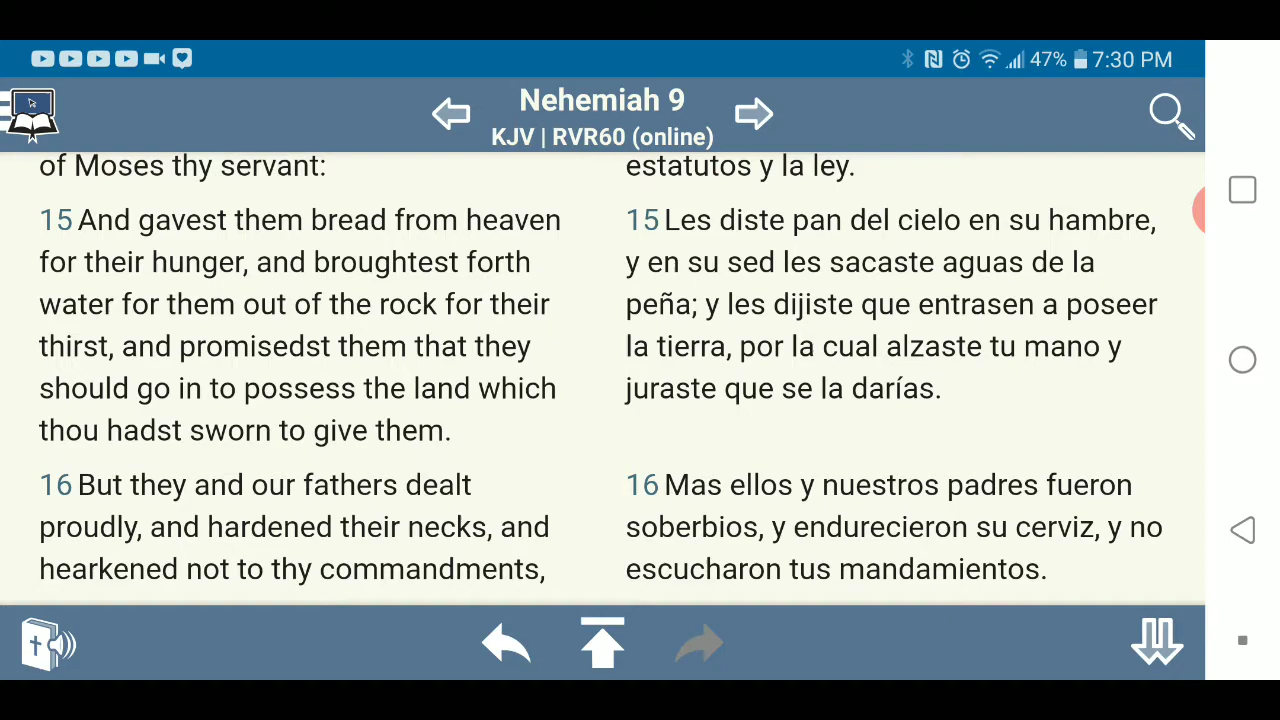 47% 7:30 PM
Nehemiah 9
KJV | RVR60 (online)
of Moses thy servant:
15 And gavest them bread from heaven
for their hunger, and broughtest forth
water for them out of the rock for their
thirst, and promisedst them that they
should go in to possess the land which
thou hadst sworn to give them.
16 But they and our fathers dealt
proudly, and hardened their necks, and
hearkened not to thy commandments,
estatutos y la ley.
15 Les diste pan del cielo en su hambre,
y en su sed les sacaste aguas de la
peña; y les dijiste que entrasen a poseer
la tierra, por la cual alzaste tu mano y
juraste que se la darías.
16 Mas ellos y nuestros padres fueron
soberbios, y endurecieron su cerviz, y no
escucharon tus mandamientos.